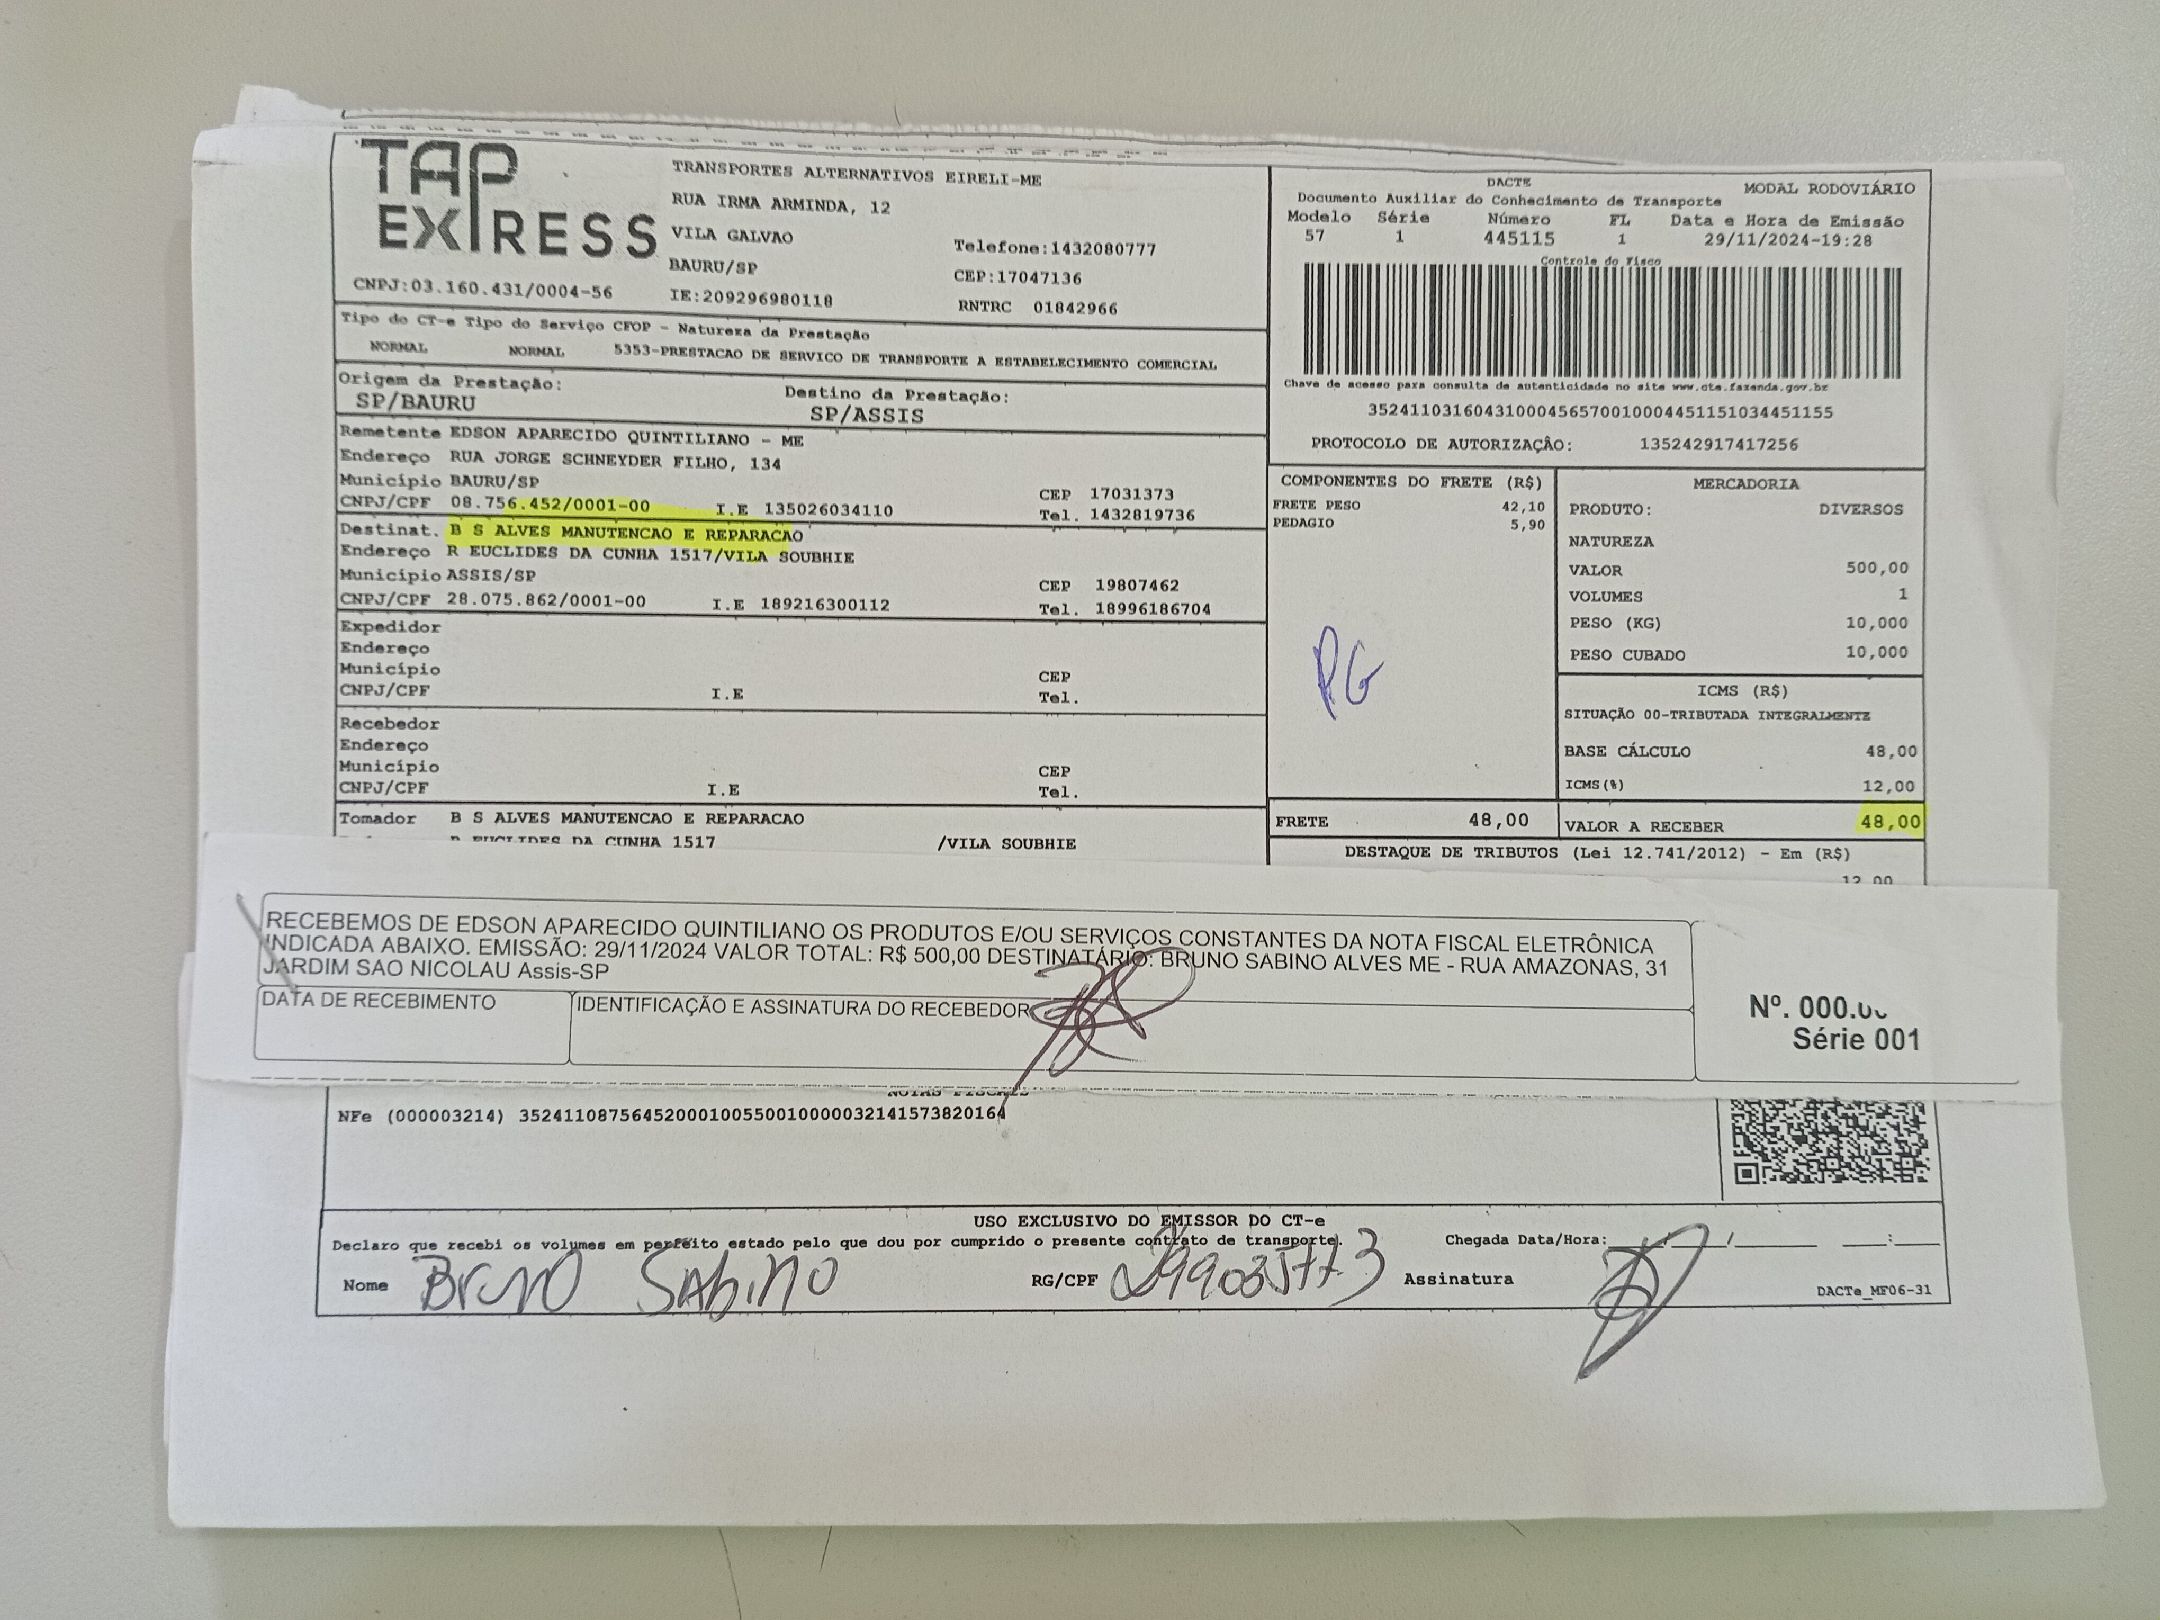 TAP EXPRESS
TRANSPORTES ALTERNATIVOS EIRELI-ME
RUA IRMA ARMINDA, 12
VILA GALVAO
BAURU/SP
IE:209296980118
Telefone:1432080777
CEP:17047136
RNTRC 01842966
CNPJ:03.160.431/0004-56
DACTE
MODAL RODOVIÁRIO
Documento Auxiliar do Conhecimento de Transporte
Modelo Série Número FL Data e Hora de Emissão
57 1 445115 1 29/11/2024-19:28
Controle do Fisco
Chave de acesso para consulta de autenticidade no site www.cte.fazenda.gov.br
35241103160431000456570010004451151034451155
PROTOCOLO DE AUTORIZAÇÂO: 135242917417256
Tipo do CT-e Tipo do Serviço CFOP - Natureza da Prestação
NORMAL NORMAL 5353-PRESTACAO DE SERVICO DE TRANSPORTE A ESTABELECIMENTO COMERCIAL
Origem da Prestação: Destino da Prestação:
SP/BAURU SP/ASSIS
Remetente EDSON APARECIDO QUINTILIANO - ME
Endereço RUA JORGE SCHNEYDER FILHO, 134
Município BAURU/SP CEP 17031373
CNPJ/CPF 08.756.452/0001-00 I.E 135026034110 Tel. 1432819736
Destinat. B S ALVES MANUTENCAO E REPARACAO
Endereço R EUCLIDES DA CUNHA 1517/VILA SOUBHIE
Município ASSIS/SP CEP 19807462
CNPJ/CPF 28.075.862/0001-00 I.E 189216300112 Tel. 18996186704
Expedidor
Endereço
Município CEP
CNPJ/CPF I.E Tel.
Recebedor
Endereço
Município CEP
CNPJ/CPF I.E Tel.
Tomador B S ALVES MANUTENCAO E REPARACAO
R EUCLIDES DA CUNHA 1517 /VILA SOUBHIE
COMPONENTES DO FRETE (R$)
FRETE PESO 42,10
PEDAGIO 5,90
PG
FRETE 48,00
MERCADORIA
PRODUTO: DIVERSOS
NATUREZA
VALOR 500,00
VOLUMES 1
PESO (KG) 10,000
PESO CUBADO 10,000
ICMS (R$)
SITUAÇÃO 00-TRIBUTADA INTEGRALMENTE
BASE CÁLCULO 48,00
ICMS(%) 12,00
VALOR A RECEBER 48,00
DESTAQUE DE TRIBUTOS (Lei 12.741/2012) - Em (R$)
12,00
RECEBEMOS DE EDSON APARECIDO QUINTILIANO OS PRODUTOS E/OU SERVIÇOS CONSTANTES DA NOTA FISCAL ELETRÔNICA
INDICADA ABAIXO. EMISSÃO: 29/11/2024 VALOR TOTAL: R$ 500,00 DESTINATÁRIO: BRUNO SABINO ALVES ME - RUA AMAZONAS, 31
JARDIM SAO NICOLAU Assis-SP
DATA DE RECEBIMENTO IDENTIFICAÇÃO E ASSINATURA DO RECEBEDOR
Nº. 000.0
Série 001
NOTAS FISCAIS
NFe (000003214) 35241108756452000100550010000032141573820164
USO EXCLUSIVO DO EMISSOR DO CT-e
Declaro que recebi os volumes em perfeito estado pelo que dou por cumprido o presente contrato de transporte. Chegada Data/Hora:
Nome Bruno Sabino RG/CPF Assinatura
DACTe_MF06-31